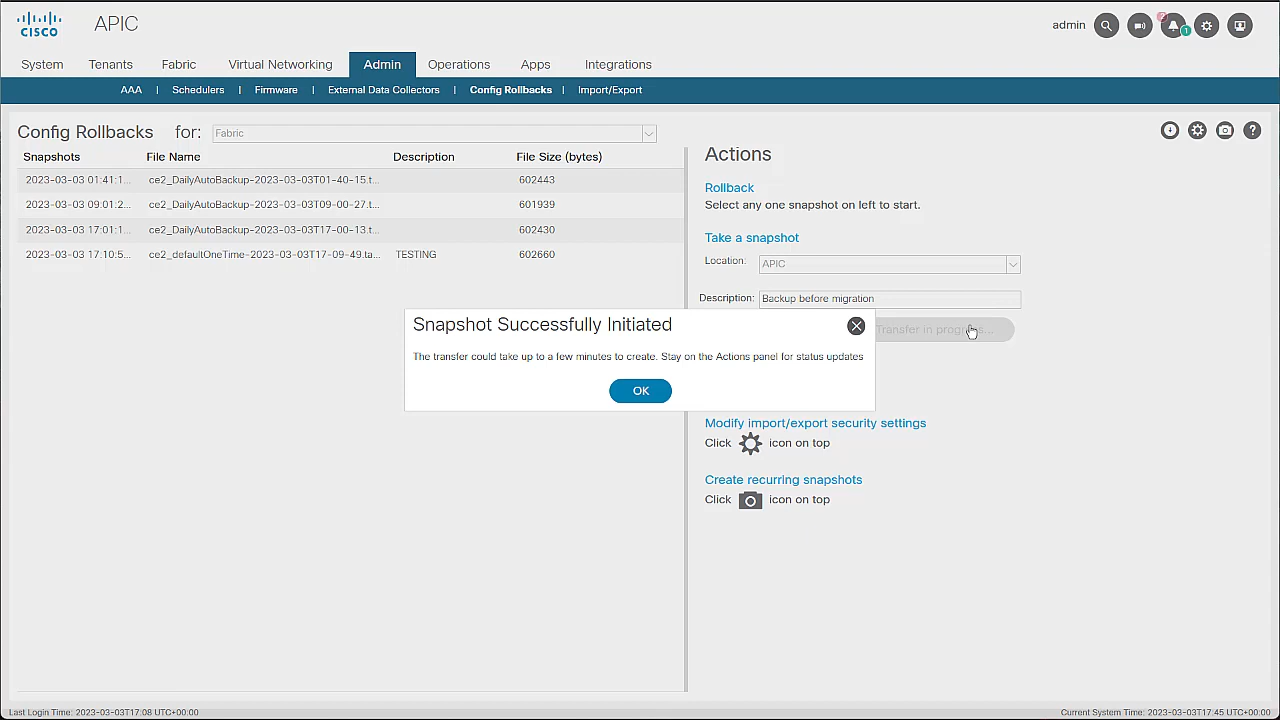 CISCO APIC admin 1
System Tenants Fabric Virtual Networking Admin Operations Apps Integrations
AAA | Schedulers | Firmware | External Data Collectors | Config Rollbacks | Import/Export
Config Rollbacks for: Fabric
Actions
Snapshots File Name Description File Size (bytes)
2023-03-03 01:41:1... ce2_DailyAutoBackup-2023-03-03T01-40-15.t... 602443
2023-03-03 09:01:2... ce2_DailyAutoBackup-2023-03-03T09-00-27.t... 601939
2023-03-03 17:01:1... ce2_DailyAutoBackup-2023-03-03T17-00-13.t... 602430
2023-03-03 17:10:5... ce2_defaultOneTime-2023-03-03T17-09-49.ta... TESTING 602660
Rollback
Select any one snapshot on left to start.
Take a snapshot
Location: APIC
Description: Backup before migration
Transfer in
Snapshot Successfully Initiated
The transfer could take up to a few minutes to create. Stay on the Actions panel for status updates
OK
Modify import/export security settings
Click icon on top
Create recurring snapshots
Click icon on top
Last Login Time: 2023-03-03T17:08 UTC+00:00
Current System Time: 2023-03-03T17:45 UTC+00:00